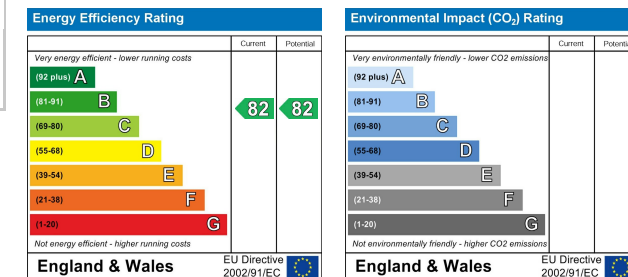 Energy Efficiency Rating
Current Potential
Very energy efficient - lower running costs
(92 plus) A
(81-91) B
82 82
(69-80) C
(55-68) D
(39-54) E
(21-38) F
(1-20) G
Not energy efficient - higher running costs
England & Wales
EU Directive
2002/91/EC
Environmental Impact (CO2) Rating
Current Potential
Very environmentally friendly - lower CO2 emissions
(92 plus) A
(81-91) B
(69-80) C
(55-68) D
(39-54) E
(21-38) F
(1-20) G
Not environmentally friendly - higher CO2 emissions
England & Wales
EU Directive
2002/91/EC